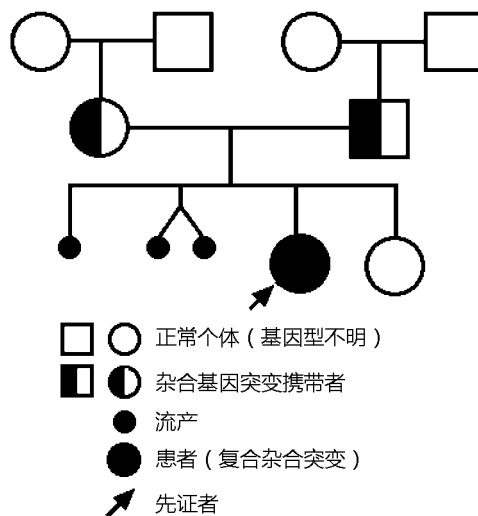 正常个体（基因型不明）
杂合基因突变携带者
流产
患者（复合杂合突变）
先证者